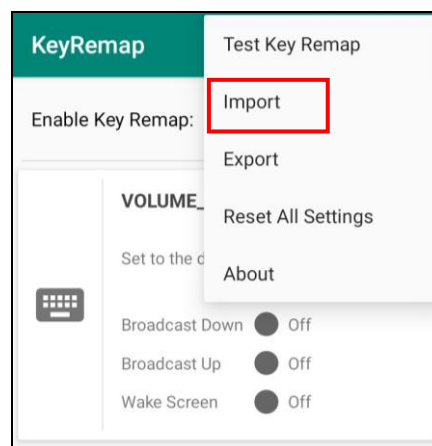 KeyRemap
Test Key Remap
Import
Enable Key Remap:
Export
VOLUME_
Reset All Settings
Set to the d
About
Broadcast Down Off
Broadcast Up Off
Wake Screen Off